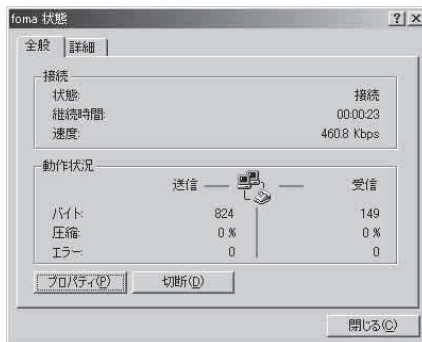 foma 状態
全般 詳細
接続
状態: 接続
継続時間: 00:00:23
速度: 460.8 Kbps
動作状況
送信 — — 受信
バイト: 824 149
圧縮: 0 % 0 %
エラー: 0 0
プロパティ(P) 切断(D)
閉じる(C)